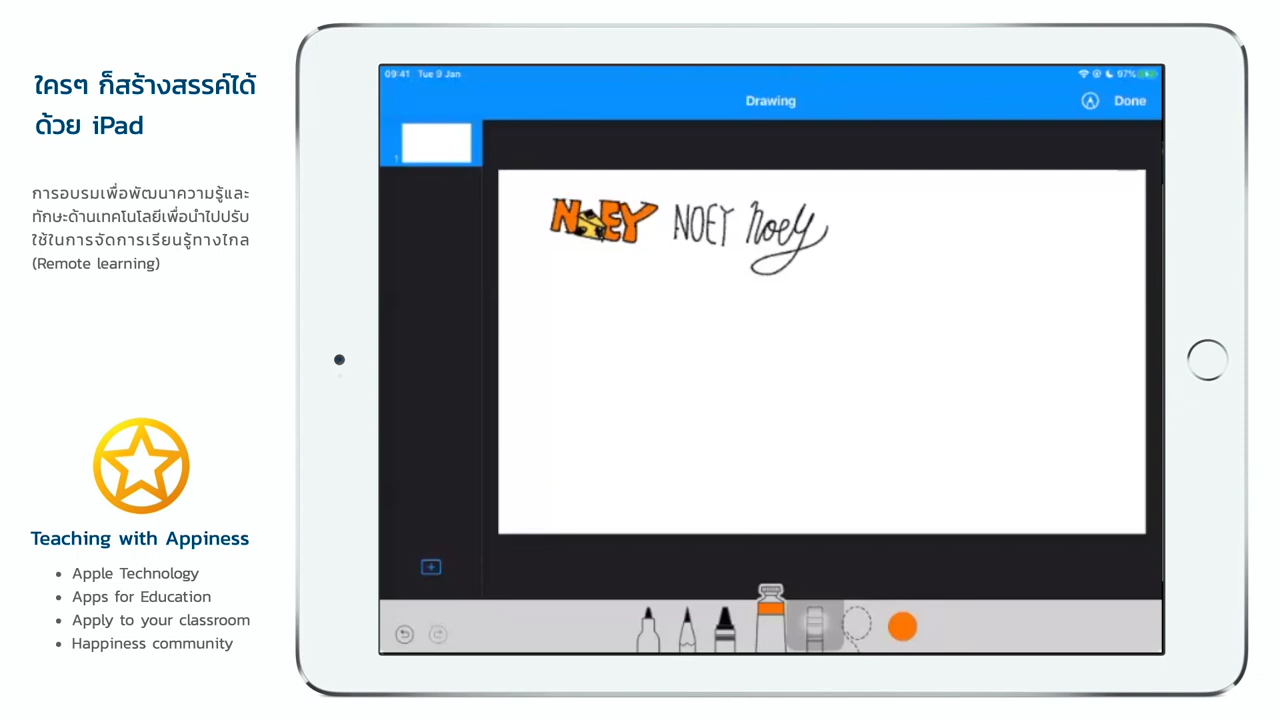 ใครๆ ก็สร้างสรรค์ได้
ด้วย iPad
การอบรมเพื่อพัฒนาความรู้และ
ทักษะด้านเทคโนโลยีเพื่อนำไปปรับ
ใช้ในการจัดการเรียนรู้ทางไกล
(Remote learning)
Teaching with Appiness
• Apple Technology
• Apps for Education
• Apply to your classroom
• Happiness community
09:41 Tue 9 Jan
97%
Drawing
Done
1
NOEY NOEY Noey